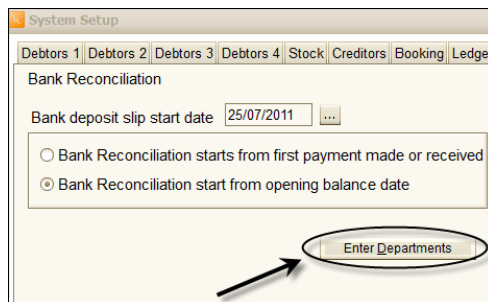 System Setup
Debtors 1 Debtors 2 Debtors 3 Debtors 4 Stock Creditors Booking Ledge
Bank Reconciliation
Bank deposit slip start date 25/07/2011 ...
Bank Reconciliation starts from first payment made or received
Bank Reconciliation start from opening balance date
Enter Departments